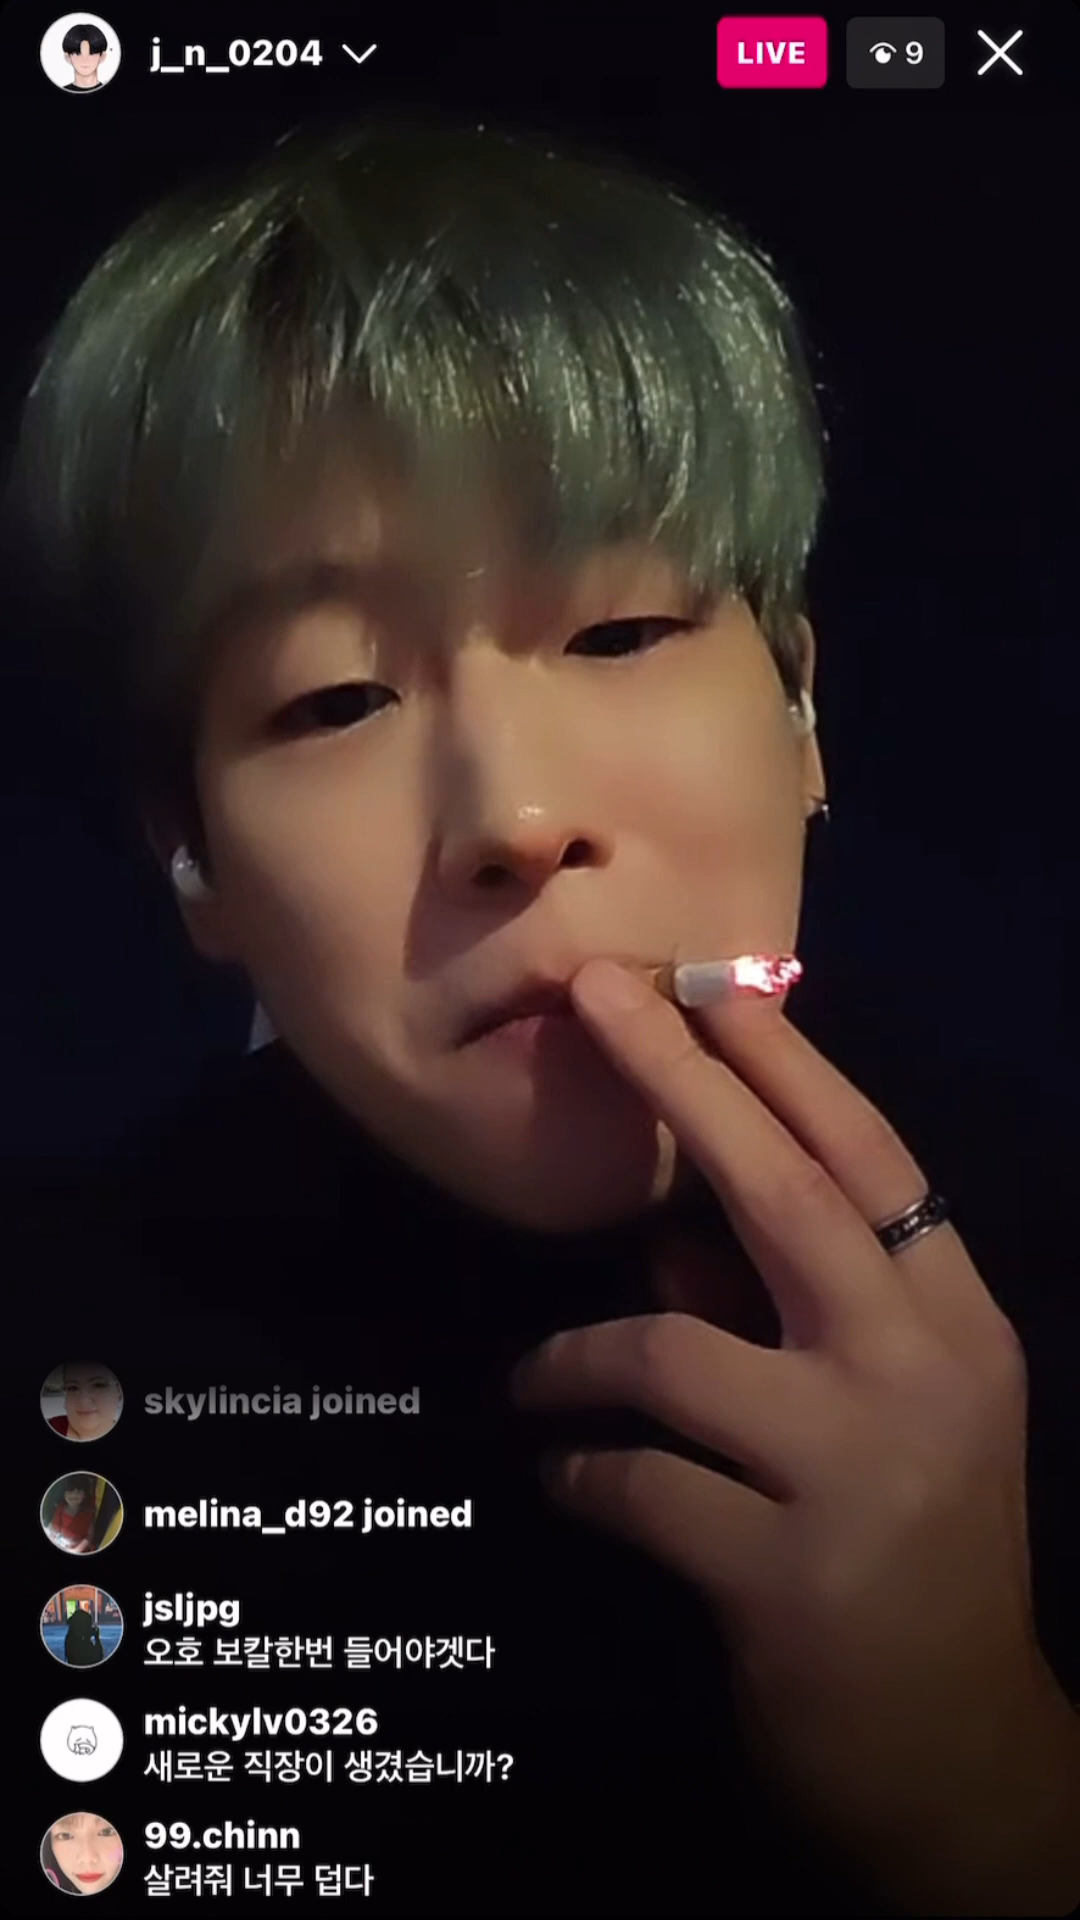 j_n_0204
LIVE
9
skylincia joined
melina_d92 joined
jsljpg
오호 보칼한번 들어야겟다
mickylv0326
새로운 직장이 생겼습니까?
99.chinn
살려줘 너무 덥다